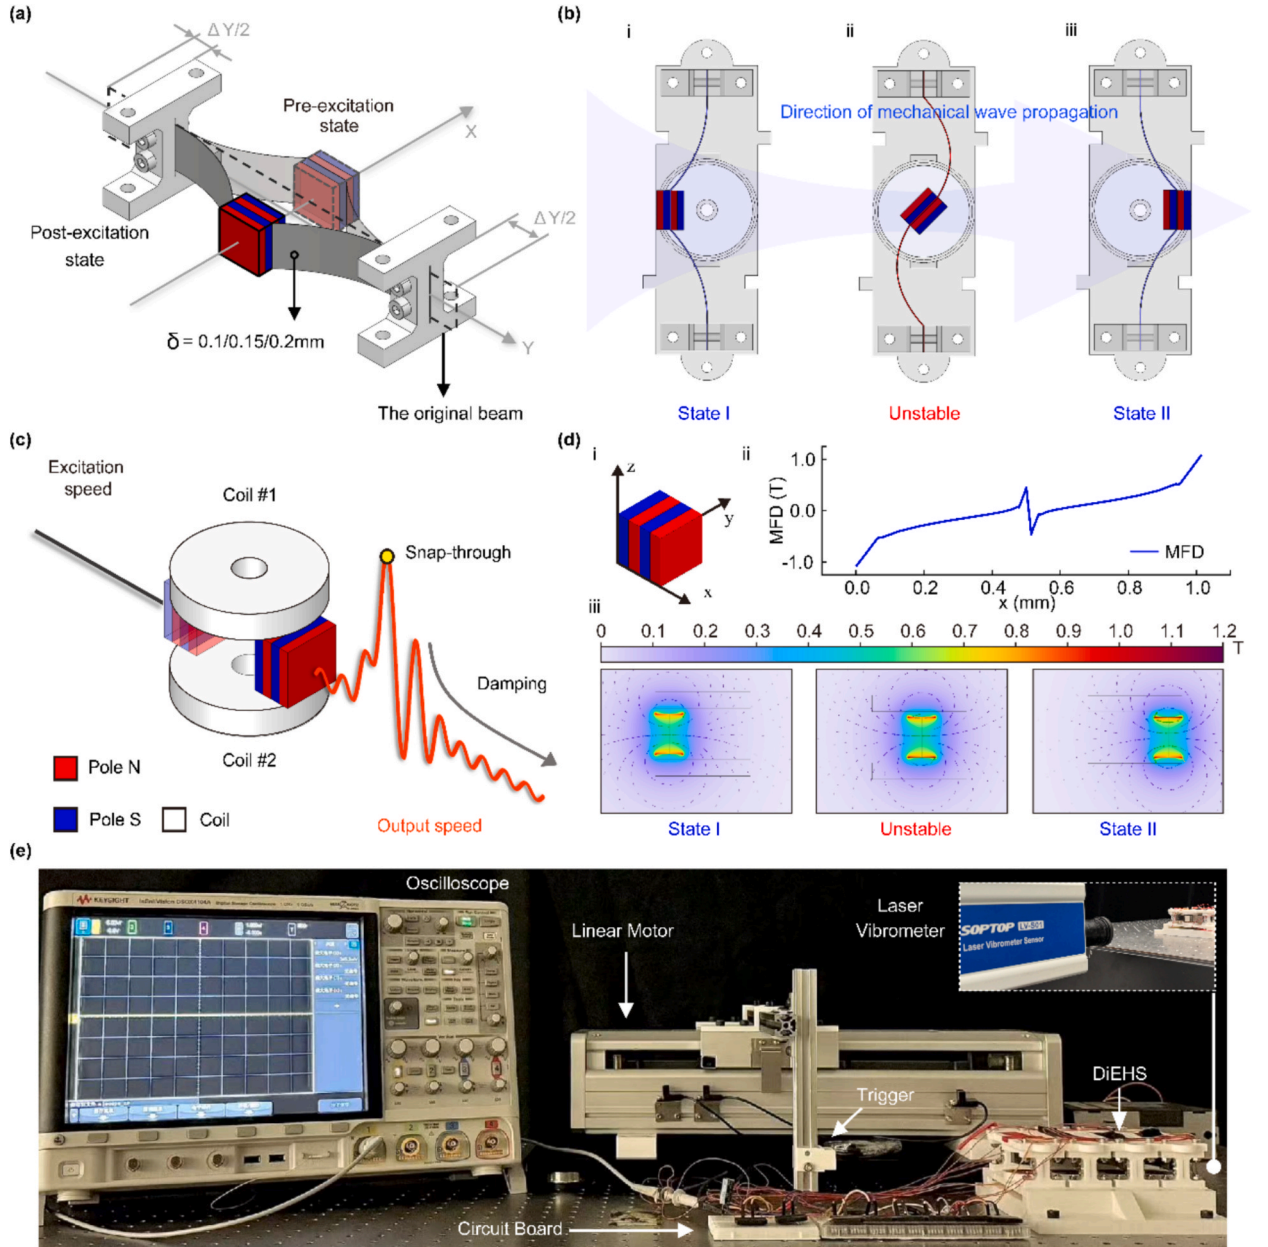 (a)
Δ Y/2
Pre-excitation
state
X
Post-excitation
state
Δ Y/2
δ = 0.1/0.15/0.2mm
Y
The original beam
(b)
i
ii
iii
Direction of mechanical wave propagation
State I
Unstable
State II
(c)
Excitation
speed
Coil #1
Snap-through
Damping
Coil #2
Pole N
Pole S
Coil
Output speed
(d)
i
z
y
x
ii
MFD (T)
1.0
0.0
-1.0
MFD
0.0 0.2 0.4 0.6 0.8 1.0
x (mm)
iii
0 0.1 0.2 0.3 0.4 0.5 0.6 0.7 0.8 0.9 1.0 1.1 1.2
T
State I
Unstable
State II
(e)
Oscilloscope
KEYSIGHT
Linear Motor
Laser
Vibrometer
SOPTOP LV-S01
Laser Vibrometer Sensor
DiEHS
Trigger
Circuit Board